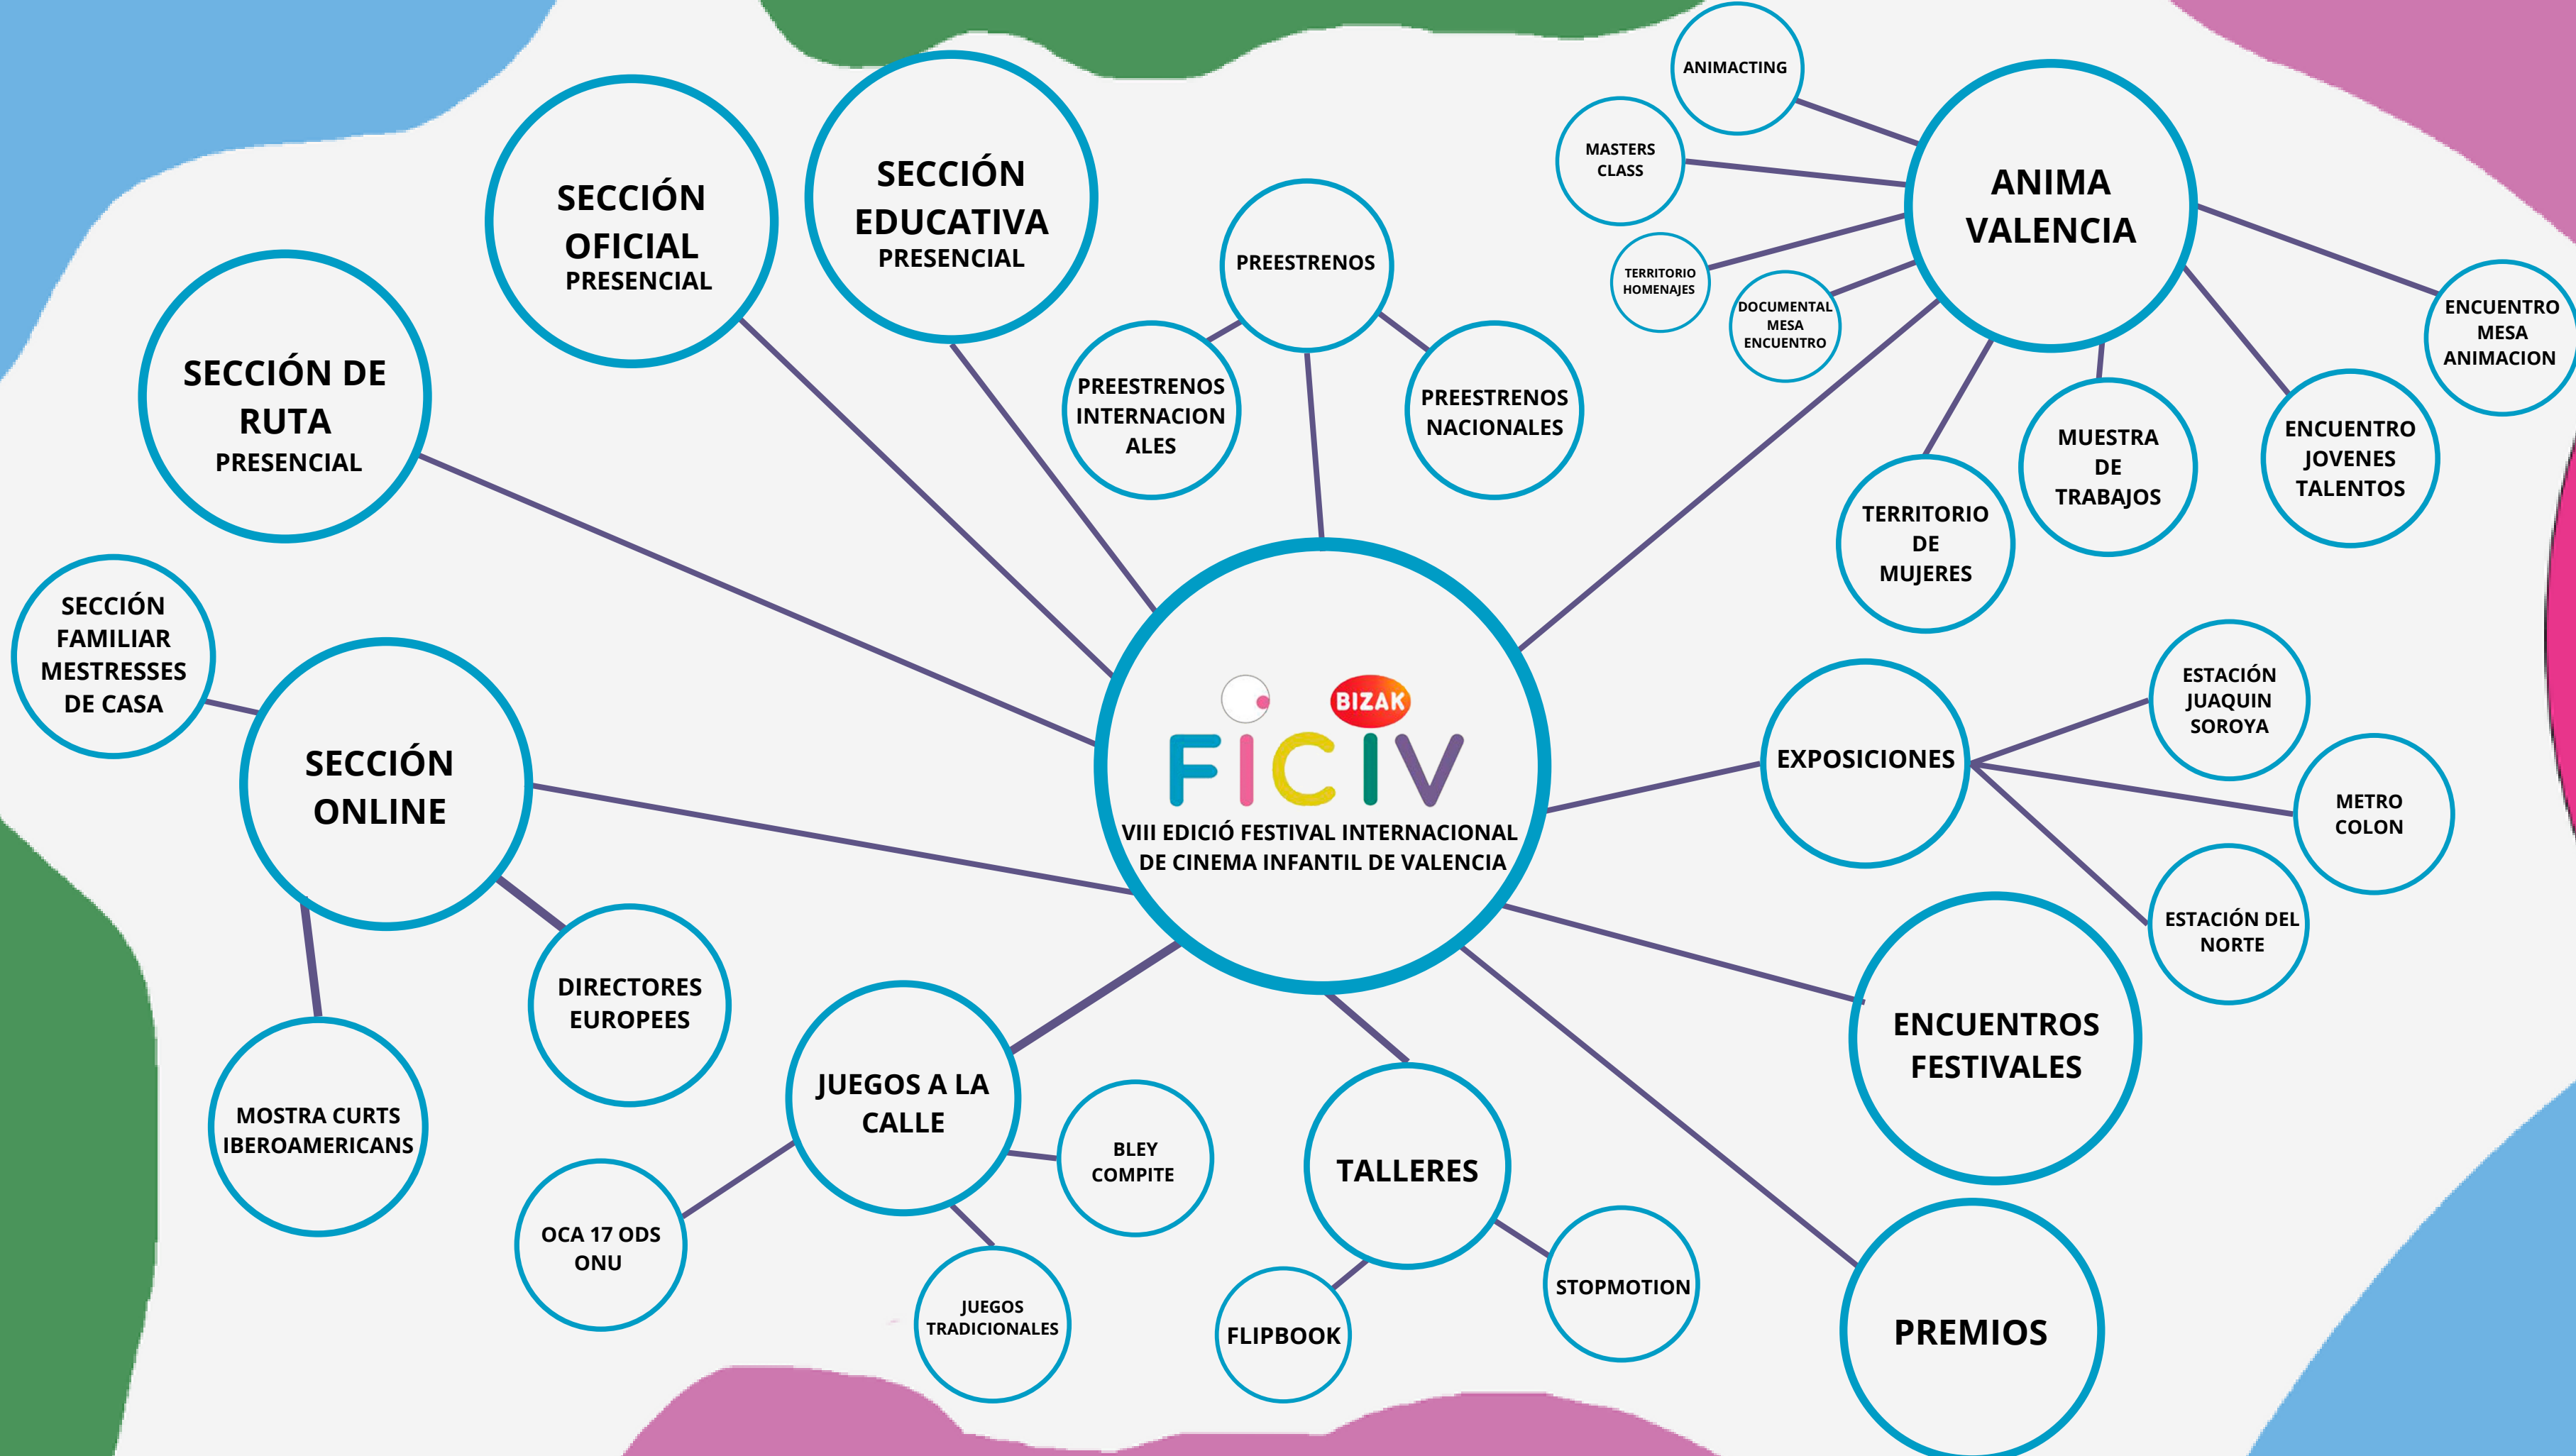 SECCIÓN
OFICIAL
PRESENCIAL
SECCIÓN
EDUCATIVA
PRESENCIAL
SECCIÓN DE
RUTA
PRESENCIAL
PREESTRENOS
PREESTRENOS
INTERNACION
ALES
PREESTRENOS
NACIONALES
ANIMA
VALENCIA
ANIMACTING
MASTERS
CLASS
TERRITORIO
HOMENAJES
DOCUMENTAL
MESA
ENCUENTRO
TERRITORIO
DE
MUJERES
MUESTRA
DE
TRABAJOS
ENCUENTRO
JOVENES
TALENTOS
ENCUENTRO
MESA
ANIMACION
SECCIÓN
FAMILIAR
MESTRESSES
DE CASA
SECCIÓN
ONLINE
DIRECTORES
EUROPEES
MOSTRA CURTS
IBEROAMERICANS
BIZAK
FICIV
VIII EDICIÓ FESTIVAL INTERNACIONAL
DE CINEMA INFANTIL DE VALENCIA
EXPOSICIONES
ESTACIÓN
JUAQUIN
SOROYA
METRO
COLON
ESTACIÓN DEL
NORTE
ENCUENTROS
FESTIVALES
PREMIOS
JUEGOS A LA
CALLE
BLEY
COMPITE
OCA 17 ODS
ONU
JUEGOS
TRADICIONALES
TALLERES
FLIPBOOK
STOPMOTION